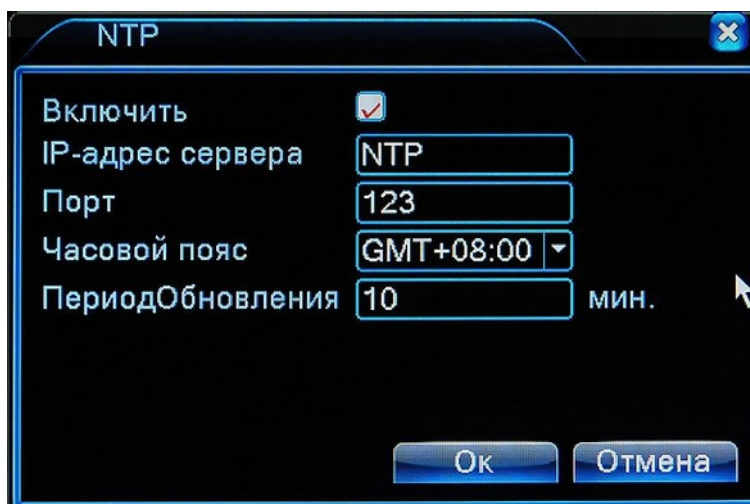 NTP
Включить
IP-адрес сервера NTP
Порт 123
Часовой пояс GMT+08:00
ПериодОбновления 10 мин.
Ок Отмена